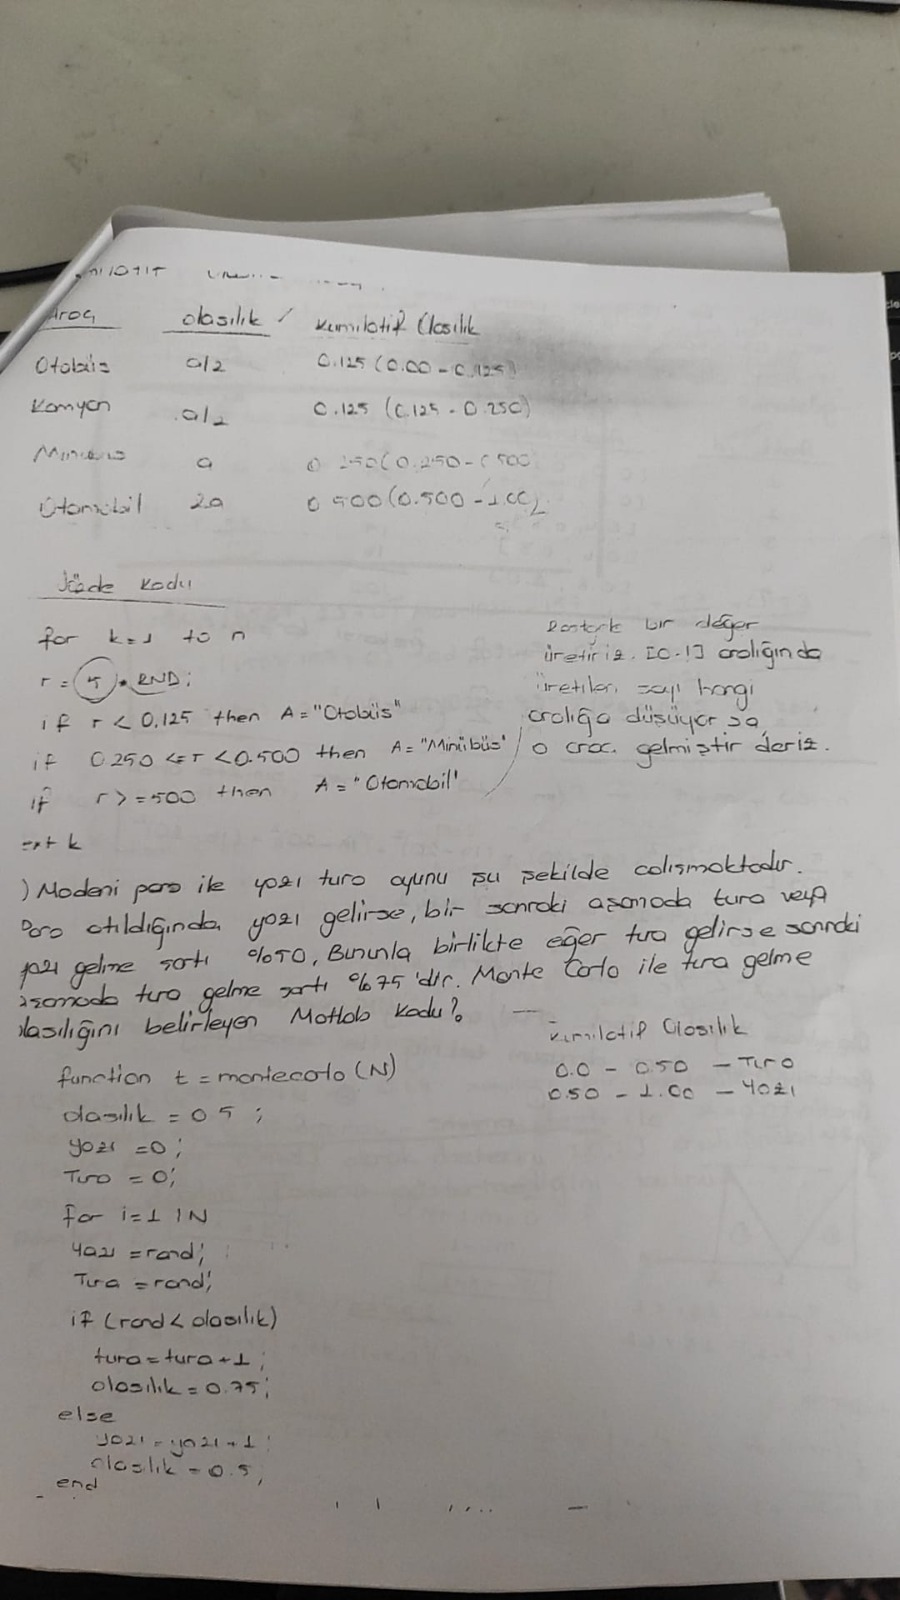 Araç olasılık / Kümilatif Olasılık
Otobüs a/2 0.125 (0.00 - 0.125)
Kamyon a/2 0.125 (0.125 - 0.250)
Minibüs a 0.250 (0.250 - 0.500)
Otomobil 2a 0.500 (0.500 - 1.00)
Sözde kodu
for k=1 to n
r = RND;
if r < 0.125 then A = "Otobüs"
if 0.250 <= r < 0.500 then A = "Minübüs"
if r >= 500 then A = "Otomobil"
next k
Rastgele bir değer
üretiriz. [0-1] aralığında
üretilen sayı hangi
aralığa düşüyorsa,
o araç gelmiştir deriz.
) Madeni para ile yazı tura oyunu şu şekilde çalışmaktadır.
Para atıldığında yazı gelirse, bir sonraki aşamada tura veya
yazı gelme şartı %50, Bununla birlikte eğer tura gelirse sonraki
aşamada tura gelme şartı %75'dir. Monte Carlo ile tura gelme
olasılığını belirleyen Matlab kodu?
Kümilatif Olasılık
0.0 - 0.50 - Tura
0.50 - 1.00 - Yazı
function t = montecarlo (N)
olasılık = 0.5;
yazı = 0;
Tura = 0;
for i=1:N
Yazı = rand;
Tura = rand;
if (rand < olasılık)
tura = tura + 1;
olasılık = 0.75;
else
yazı = yazı + 1;
olasılık = 0.5;
end